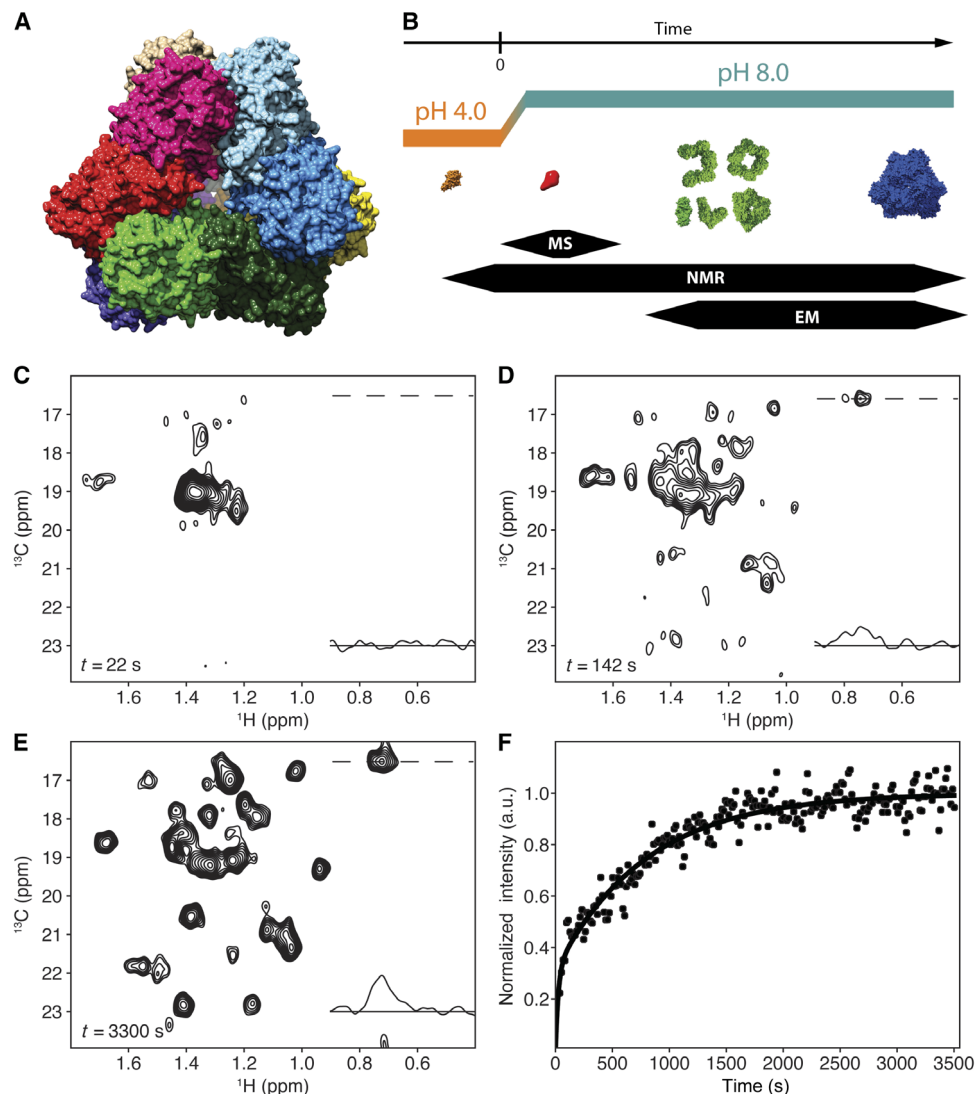 A
B
Time
0
pH 4.0
pH 8.0
MS
NMR
EM
C
17
18
19
20
21
22
23
¹³C (ppm)
t = 22 s
1.6 1.4 1.2 1.0 0.8 0.6
¹H (ppm)
D
17
18
19
20
21
22
23
¹³C (ppm)
t = 142 s
1.6 1.4 1.2 1.0 0.8 0.6
¹H (ppm)
E
17
18
19
20
21
22
23
¹³C (ppm)
t = 3300 s
1.6 1.4 1.2 1.0 0.8 0.6
¹H (ppm)
F
1.0
0.8
0.6
0.4
0.2
Normalized intensity (a.u.)
0 500 1000 1500 2000 2500 3000 3500
Time (s)